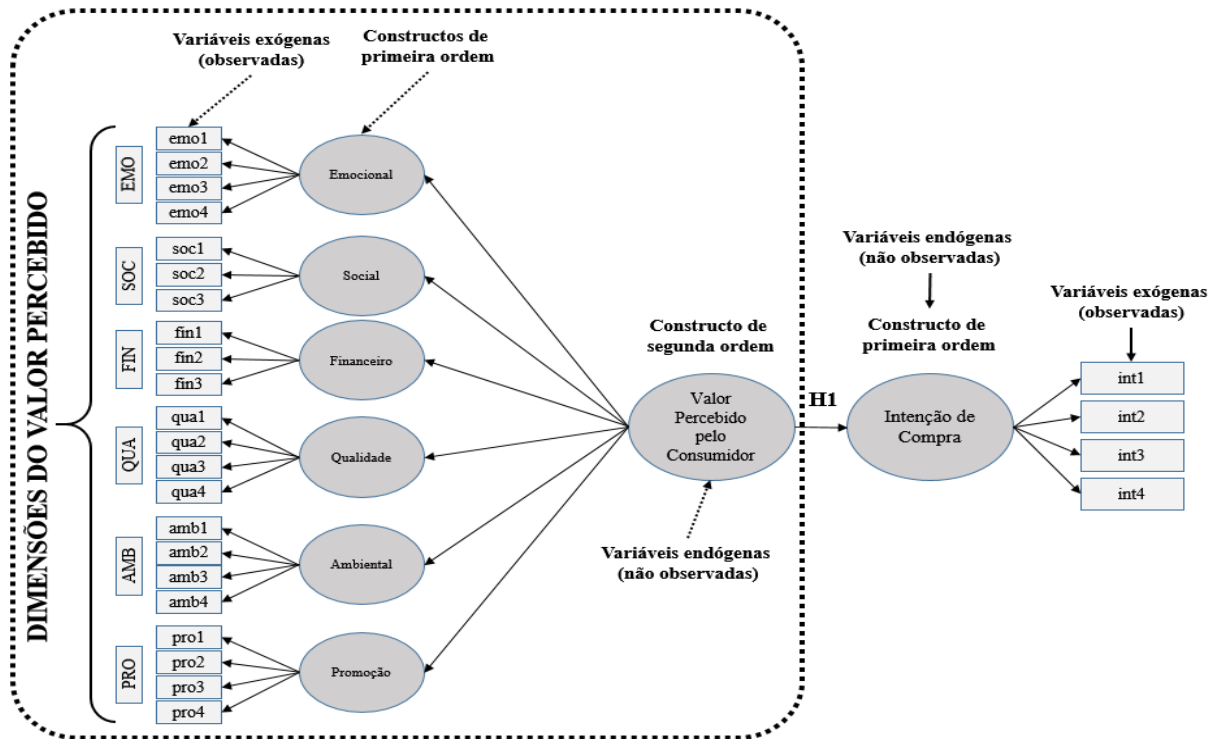 Variáveis exógenas
(observadas)
Constructos de
primeira ordem
DIMENSÕES DO VALOR PERCEBIDO
EMO
emo1
emo2
emo3
emo4
Emocional
SOC
soc1
soc2
soc3
Social
FIN
fin1
fin2
fin3
Financeiro
QUA
qua1
qua2
qua3
qua4
Qualidade
AMB
amb1
amb2
amb3
amb4
Ambiental
PRO
pro1
pro2
pro3
pro4
Promoção
Constructo de
segunda ordem
Valor
Percebido
pelo
Consumidor
Variáveis endógenas
(não observadas)
H1
Variáveis endógenas
(não observadas)
Constructo de
primeira ordem
Intenção de
Compra
Variáveis exógenas
(observadas)
int1
int2
int3
int4